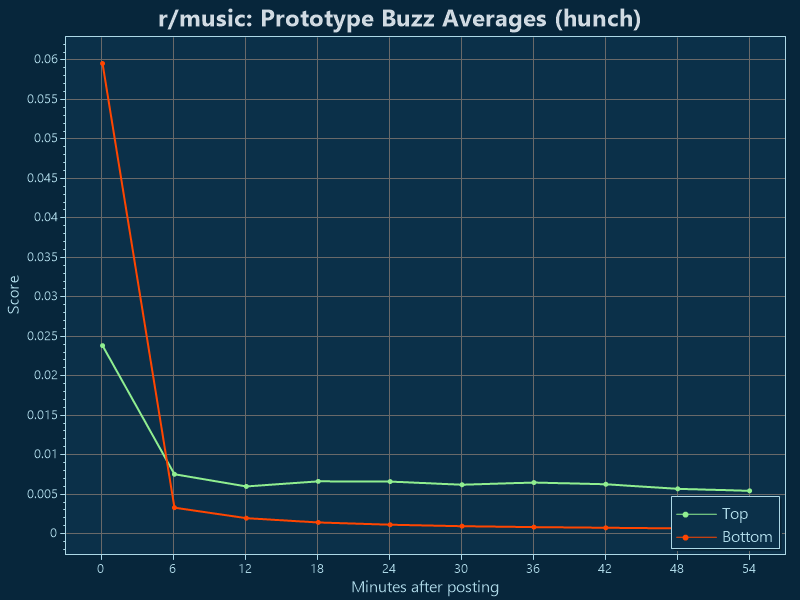 r/music: Prototype Buzz Averages (hunch)
0.06
0.055
0.05
0.045
0.04
0.035
0.03
0.025
0.02
0.015
0.01
0.005
0
Score
Top
Bottom
0 6 12 18 24 30 36 42 48 54
Minutes after posting